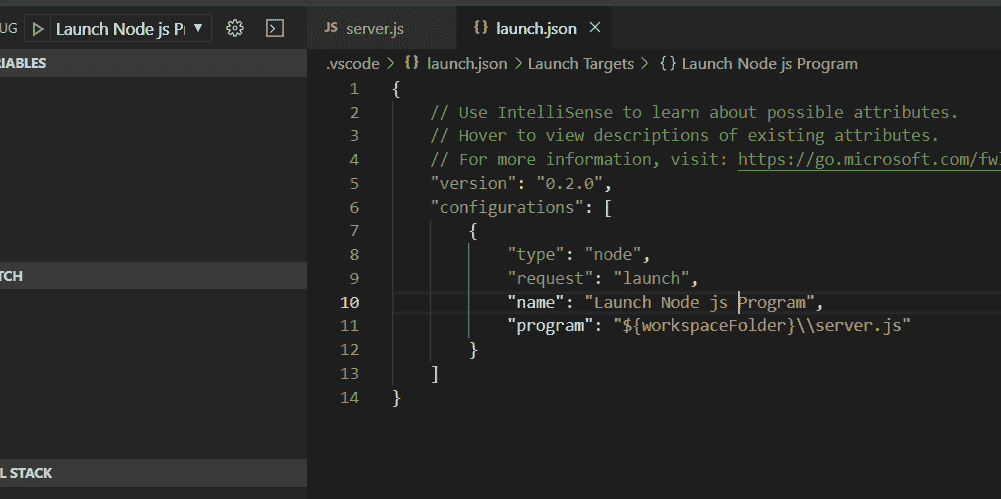 UG Launch Node js P
JS server.js {} launch.json ×
RIABLES
.vscode > {} launch.json > Launch Targets > {} Launch Node js Program
1 {
2 // Use IntelliSense to learn about possible attributes.
3 // Hover to view descriptions of existing attributes.
4 // For more information, visit: https://go.microsoft.com/fwl
5 "version": "0.2.0",
6 "configurations": [
7 {
8 "type": "node",
9 "request": "launch",
10 "name": "Launch Node js Program",
11 "program": "${workspaceFolder}\\server.js"
12 }
13 ]
14 }
TCH
L STACK